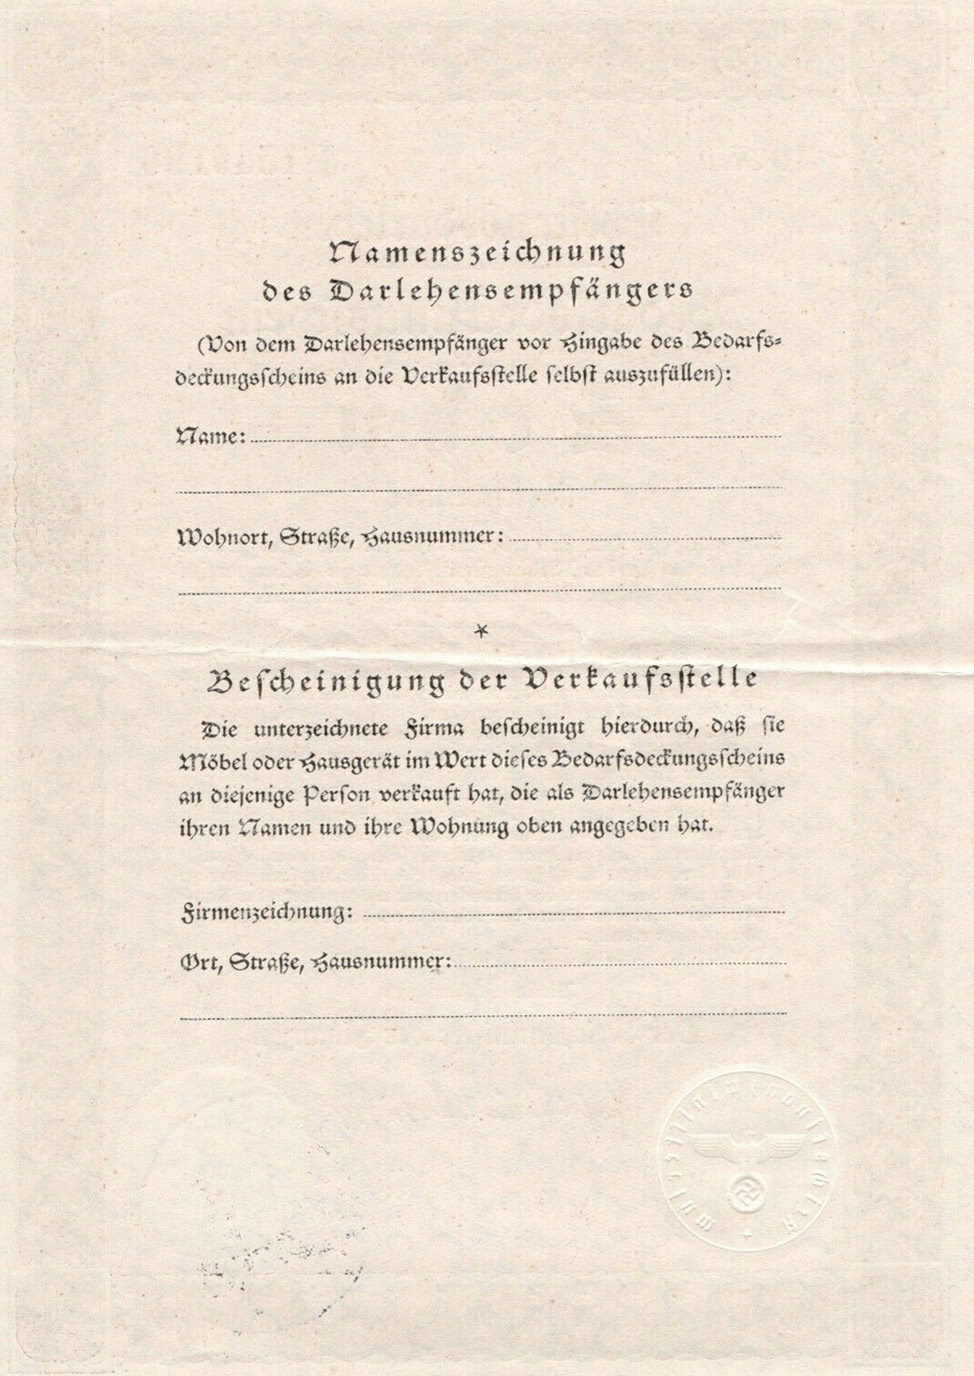 Namenszeichnung
des Darlehensempfängers
(Von dem Darlehensempfänger vor Hingabe des Bedarfs-
deckungsscheins an die Verkaufsstelle selbst auszufüllen):
Name:
Wohnort, Straße, Hausnummer:
Bescheinigung der Verkaufsstelle
Die unterzeichnete Firma bescheinigt hierdurch, daß sie
Möbel oder Hausgerät im Wert dieses Bedarfsdeckungsscheins
an diejenige Person verkauft hat, die als Darlehensempfänger
ihren Namen und ihre Wohnung oben angegeben hat.
Firmenzeichnung:
Ort, Straße, Hausnummer: